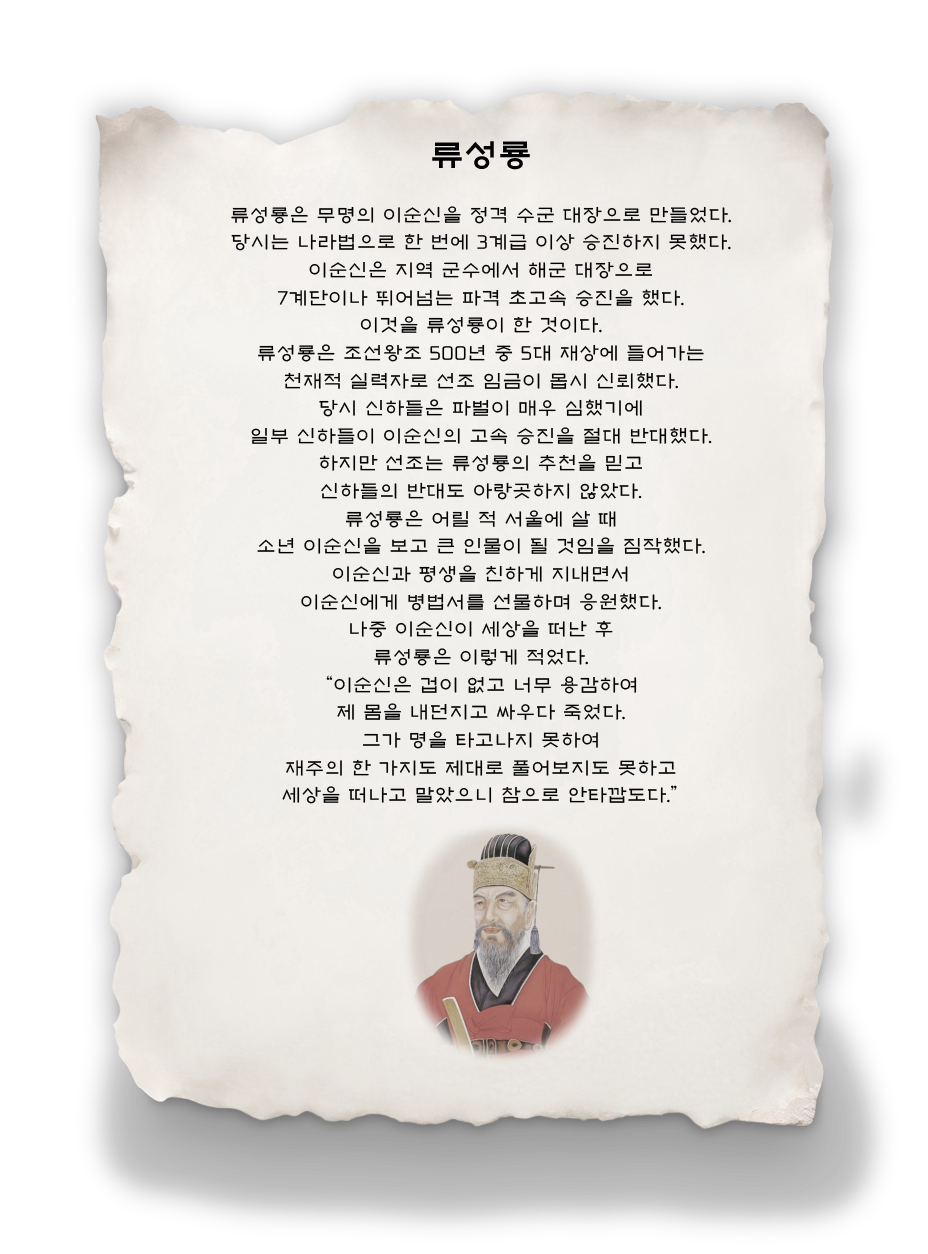 류성룡
류성룡은 무명의 이순신을 정격 수군 대장으로 만들었다.
당시는 나라법으로 한 번에 3계급 이상 승진하지 못했다.
이순신은 지역 군수에서 해군 대장으로
7계단이나 뛰어넘는 파격 초고속 승진을 했다.
이것을 류성룡이 한 것이다.
류성룡은 조선왕조 500년 중 5대 재상에 들어가는
천재적 실력자로 선조 임금이 몹시 신뢰했다.
당시 신하들은 파벌이 매우 심했기에
일부 신하들이 이순신의 고속 승진을 절대 반대했다.
하지만 선조는 류성룡의 추천을 믿고
신하들의 반대도 아랑곳하지 않았다.
류성룡은 어릴 적 서울에 살 때
소년 이순신을 보고 큰 인물이 될 것임을 짐작했다.
이순신과 평생을 친하게 지내면서
이순신에게 병법서를 선물하며 응원했다.
나중 이순신이 세상을 떠난 후
류성룡은 이렇게 적었다.
“이순신은 겁이 없고 너무 용감하여
제 몸을 내던지고 싸우다 죽었다.
그가 명을 타고나지 못하여
재주의 한 가지도 제대로 풀어보지도 못하고
세상을 떠나고 말았으니 참으로 안타깝도다.”